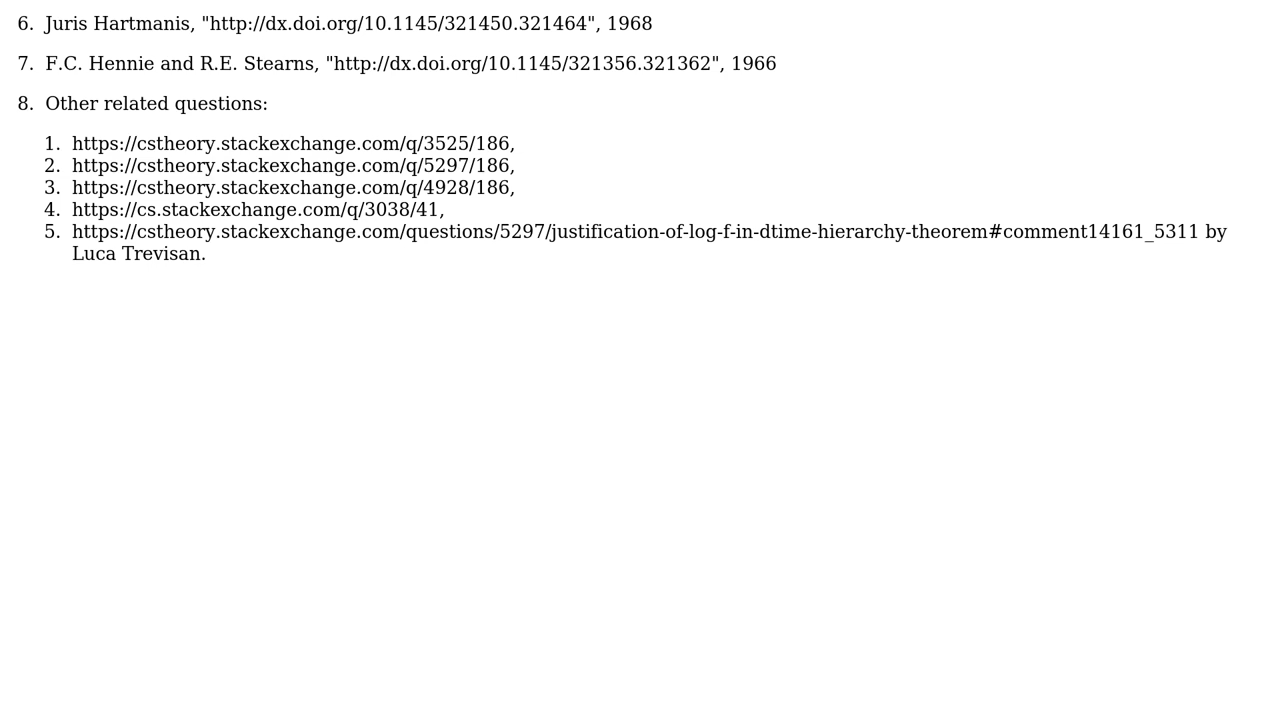 6. Juris Hartmanis, "http://dx.doi.org/10.1145/321450.321464", 1968
7. F.C. Hennie and R.E. Stearns, "http://dx.doi.org/10.1145/321356.321362", 1966
8. Other related questions:
1. https://cstheory.stackexchange.com/q/3525/186,
2. https://cstheory.stackexchange.com/q/5297/186,
3. https://cstheory.stackexchange.com/q/4928/186,
4. https://cs.stackexchange.com/q/3038/41,
5. https://cstheory.stackexchange.com/questions/5297/justification-of-log-f-in-dtime-hierarchy-theorem#comment14161_5311 by
Luca Trevisan.